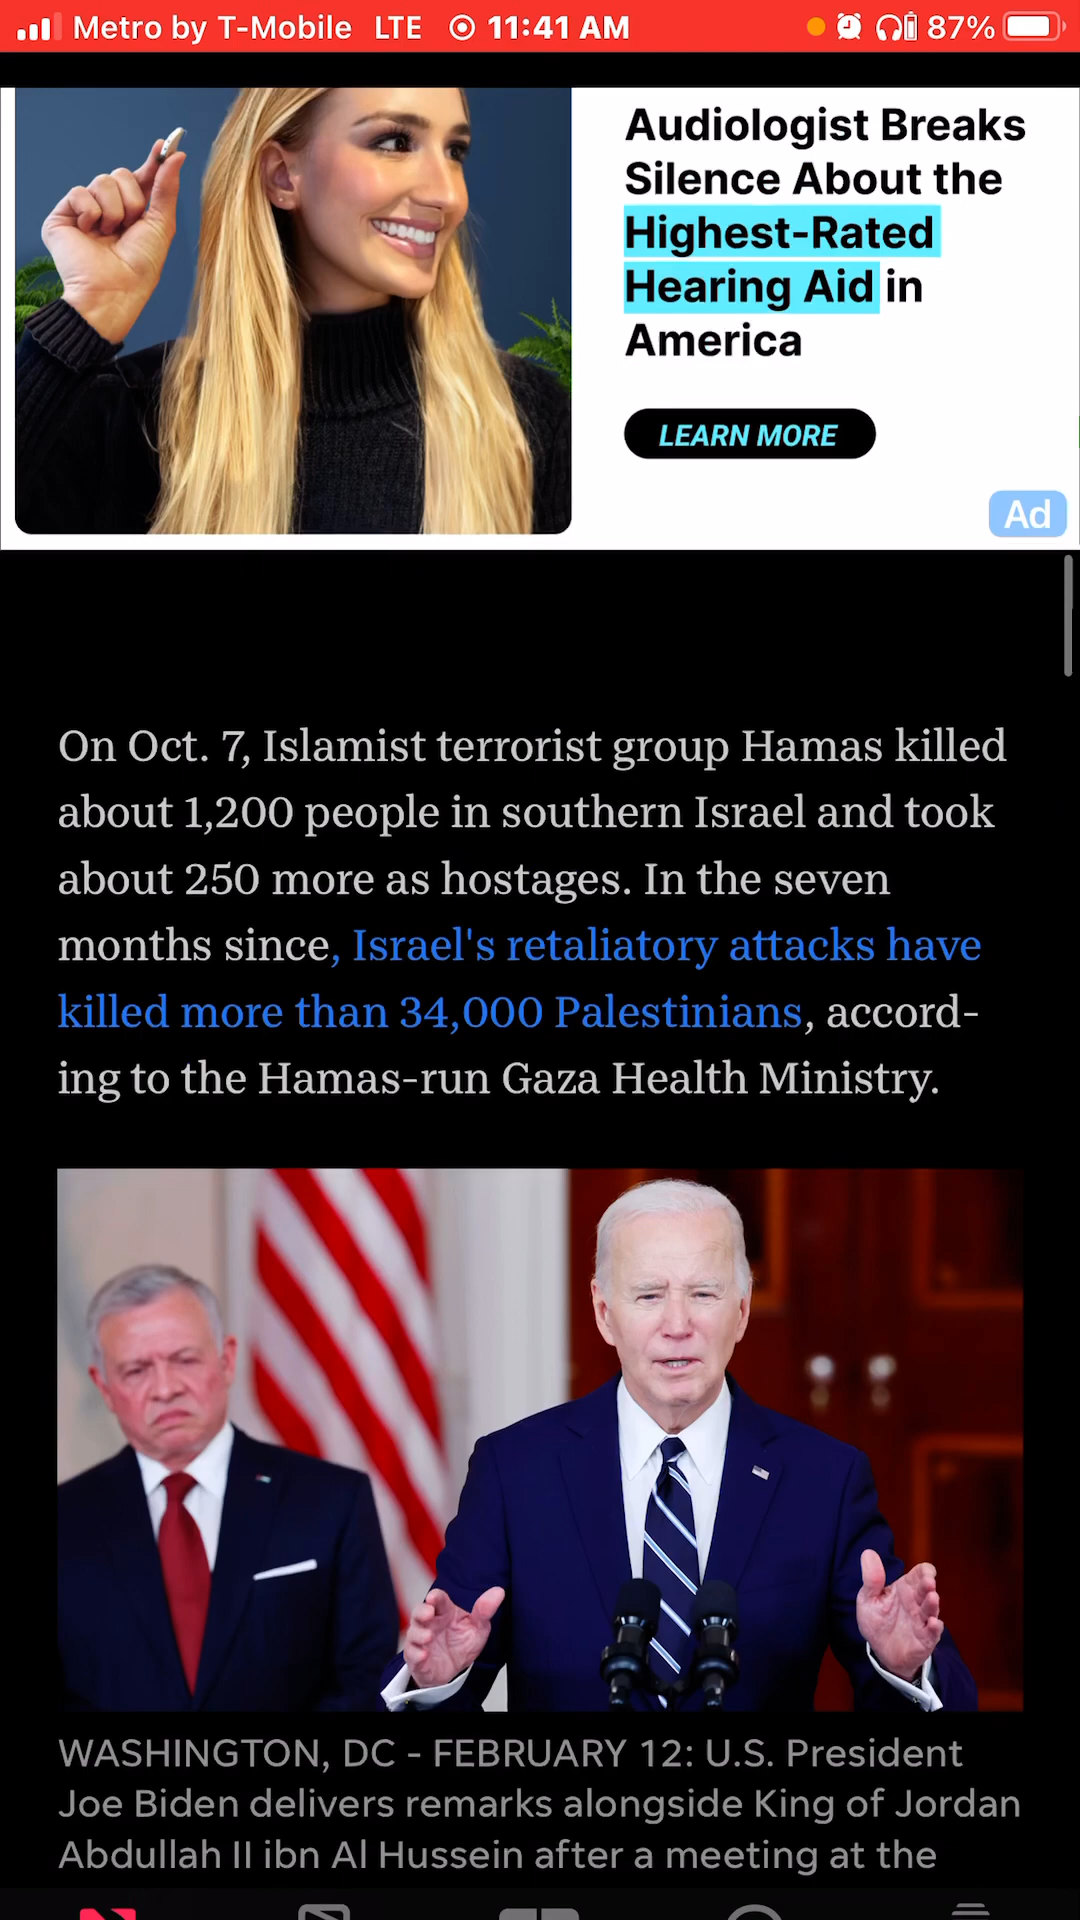 Metro by T-Mobile LTE 11:41 AM 87%
Audiologist Breaks
Silence About the
Highest-Rated
Hearing Aid in
America
LEARN MORE
Ad
On Oct. 7, Islamist terrorist group Hamas killed
about 1,200 people in southern Israel and took
about 250 more as hostages. In the seven
months since, Israel's retaliatory attacks have
killed more than 34,000 Palestinians, accord-
ing to the Hamas-run Gaza Health Ministry.
WASHINGTON, DC - FEBRUARY 12: U.S. President
Joe Biden delivers remarks alongside King of Jordan
Abdullah II ibn Al Hussein after a meeting at the